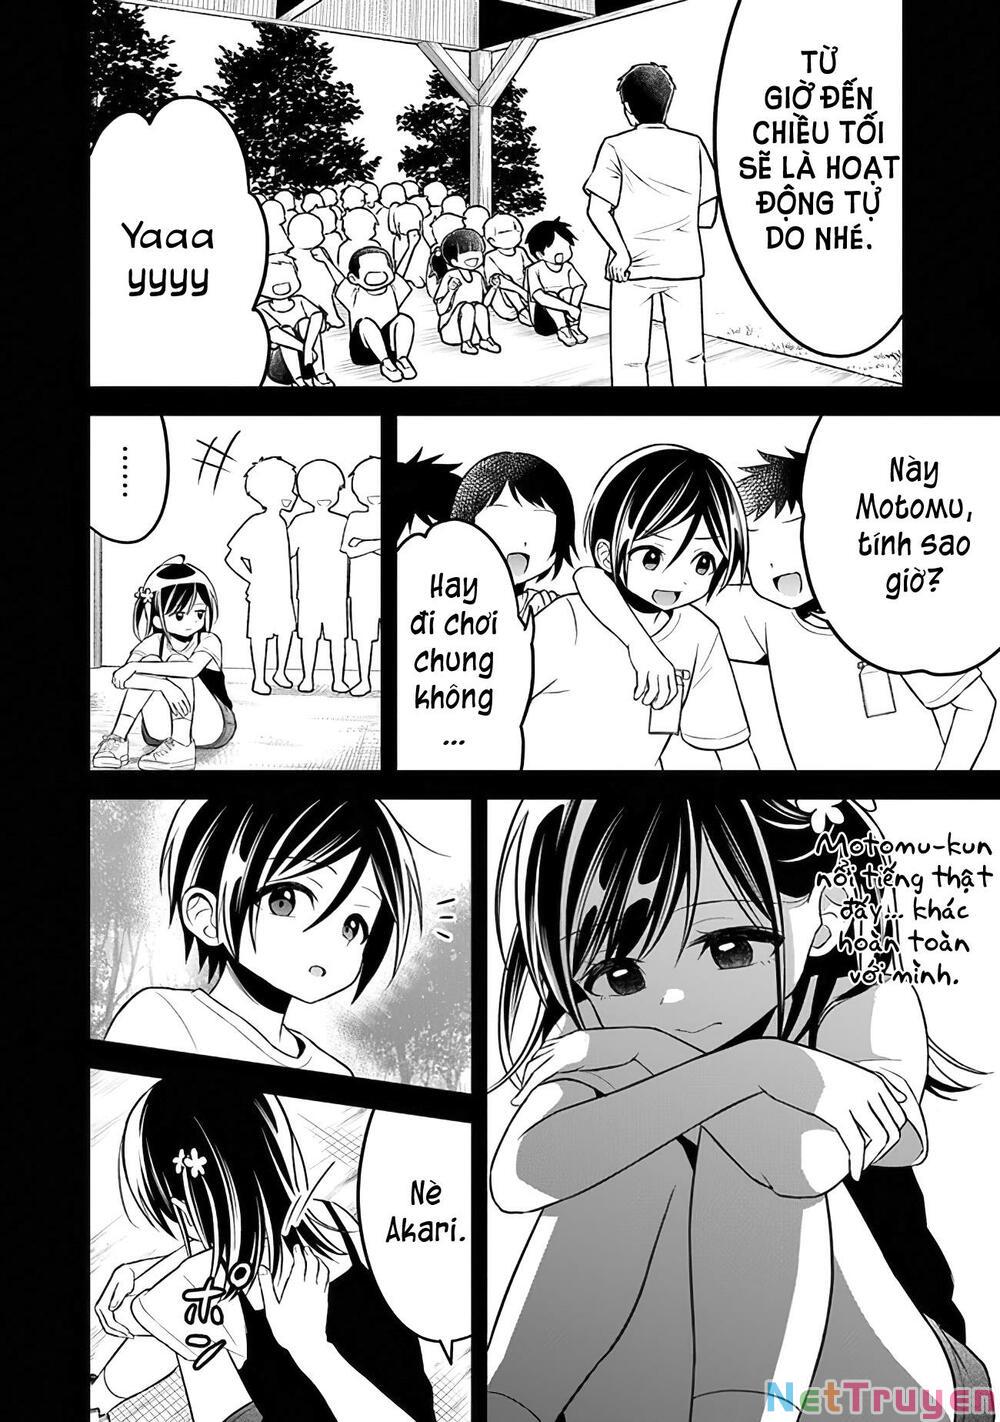 TỪ
GIỜ ĐẾN
CHIỀU TỐI
SẼ LÀ HOẠT
ĐỘNG TỰ
DO NHÉ.
Yaaa
yyyy
Này
Motomu,
tính sao
giờ?
Hay
đi chơi
chung
không
...
......
Motomu-kun
nổi tiếng thật
đấy... khác
hoàn toàn
với mình.
Nè
Akari.
ポン
NetTruyen